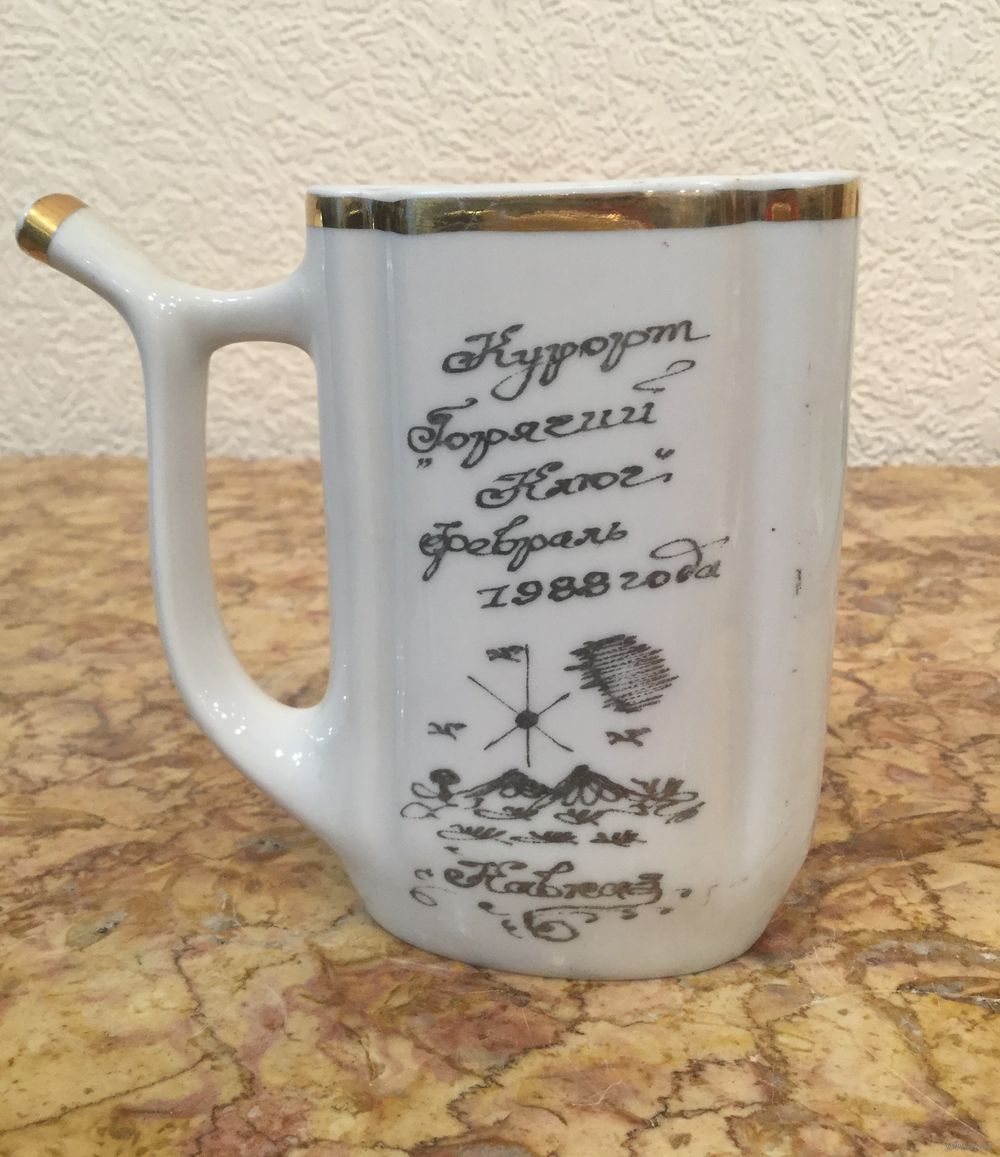 Курорт
Горячий
„Ключ“
Февраль
1988 года
Кавказ